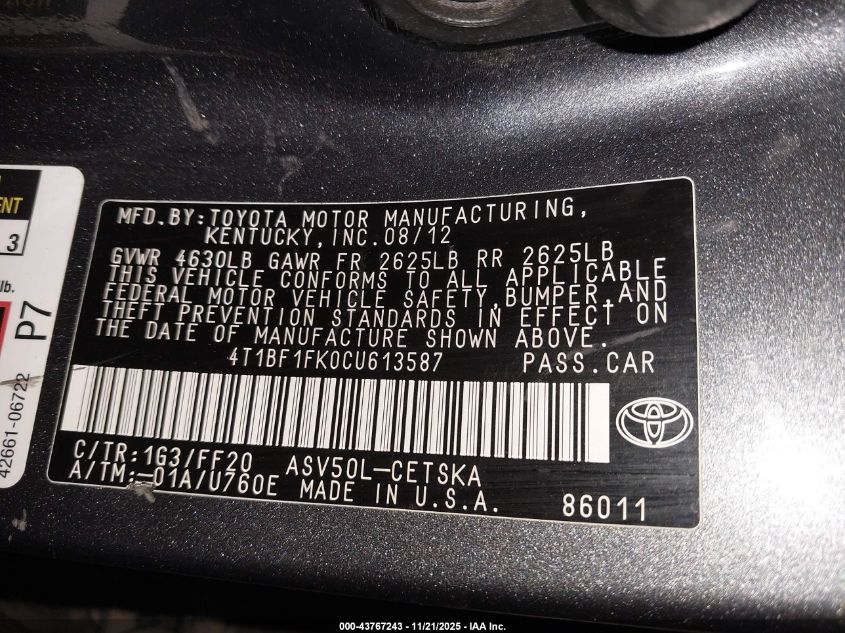 ENT
3
lb.
P7
42661-06722
MFD.BY:TOYOTA MOTOR MANUFACTURING,
KENTUCKY,INC.08/12
GVWR 4630LB GAWR FR 2625LB RR 2625LB
THIS VEHICLE CONFORMS TO ALL APPLICABLE
FEDERAL MOTOR VEHICLE SAFETY,BUMPER,AND
THEFT PREVENTION STANDARDS IN EFFECT ON
THE DATE OF MANUFACTURE SHOWN ABOVE.
4T1BF1FK0CU613587 PASS.CAR
C/TR:1G3/FF20 ASV50L-CETSKA
A/TM:-01A/U760E MADE IN U.S.A.
86011
000-43767243 - 11/21/2025 - IAA Inc.